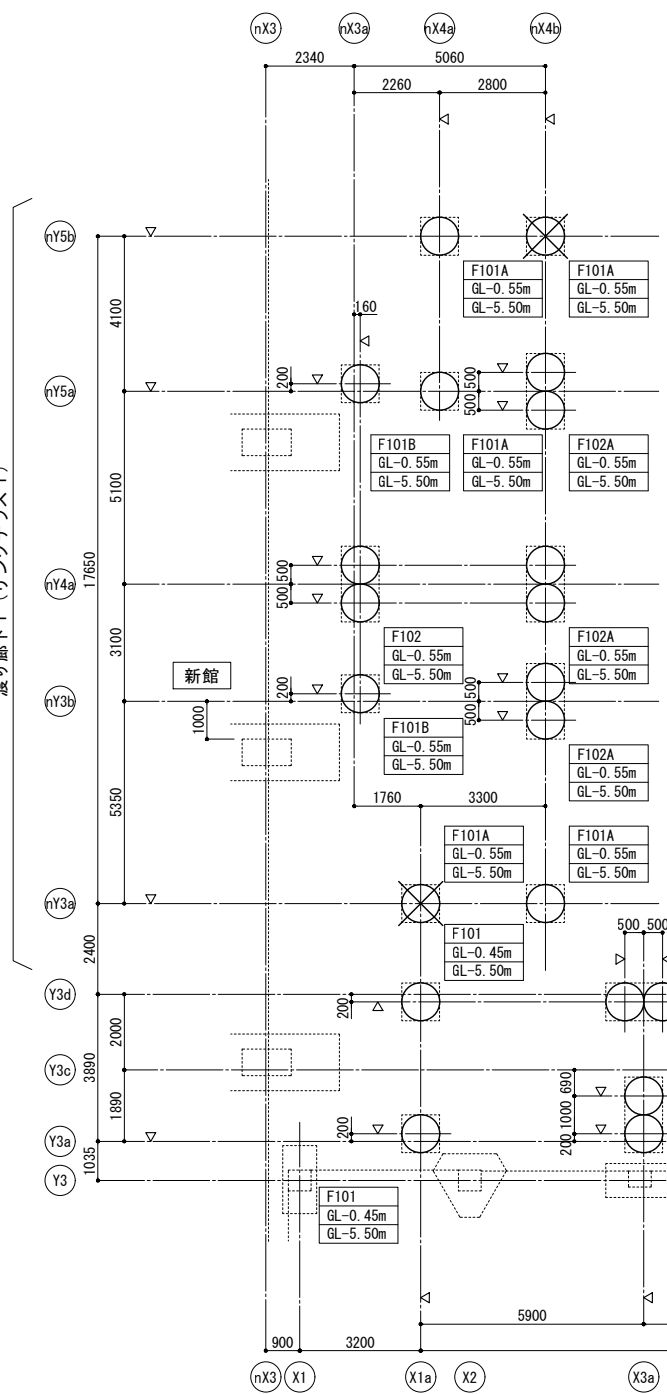 nX3
nX3a
nX4a
nX4b
2340
5060
2260
2800
nY5b
F101A
GL-0.55m
GL-5.50m
F101A
GL-0.55m
GL-5.50m
4100
160
200
500
500
nY5a
F101B
GL-0.55m
GL-5.50m
F101A
GL-0.55m
GL-5.50m
F102A
GL-0.55m
GL-5.50m
5100
17650
500
500
nY4a
3100
F102
GL-0.55m
GL-5.50m
F102A
GL-0.55m
GL-5.50m
新館
200
500
500
nY3b
1000
F101B
GL-0.55m
GL-5.50m
F102A
GL-0.55m
GL-5.50m
5350
1760
3300
F101A
GL-0.55m
GL-5.50m
F101A
GL-0.55m
GL-5.50m
nY3a
F101
GL-0.45m
GL-5.50m
2400
500
500
Y3d
200
2000
3890
Y3c
690
1000
200
1890
200
Y3a
1035
Y3
F101
GL-0.45m
GL-5.50m
5900
900
3200
nX3
X1
X1a
X2
X3a